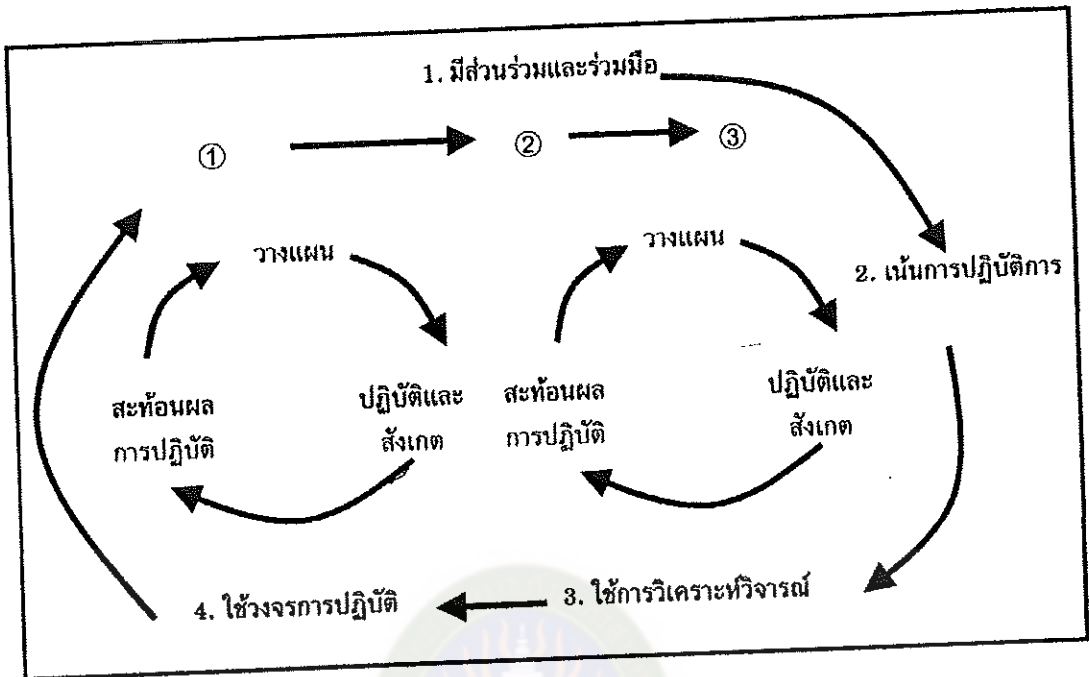 1. มีส่วนร่วมและร่วมมือ
① ② ③
วางแผน
วางแผน
2. เน้นการปฏิบัติการ
สะท้อนผล
การปฏิบัติ
ปฏิบัติและ
สังเกต
สะท้อนผล
การปฏิบัติ
ปฏิบัติและ
สังเกต
4. ใช้วงจรการปฏิบัติ
3. ใช้การวิเคราะห์วิจารณ์